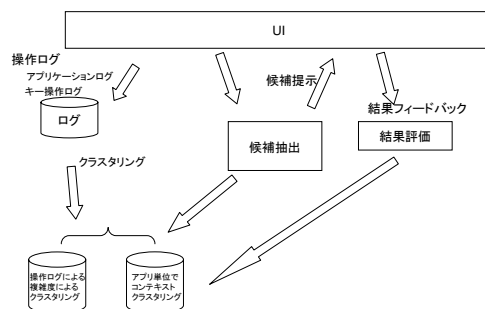 UI
操作ログ
アプリケーションログ
キー操作ログ
ログ
候補提示
結果フィードバック
候補抽出
結果評価
クラスタリング
操作ログによる
複雑度による
クラスタリング
アプリ単位で
コンテキスト
クラスタリング